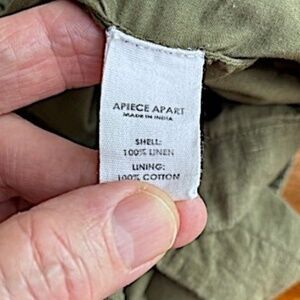 APIECE APART
MADE IN INDIA
SHELL:
100% LINEN
LINING:
100% COTTON